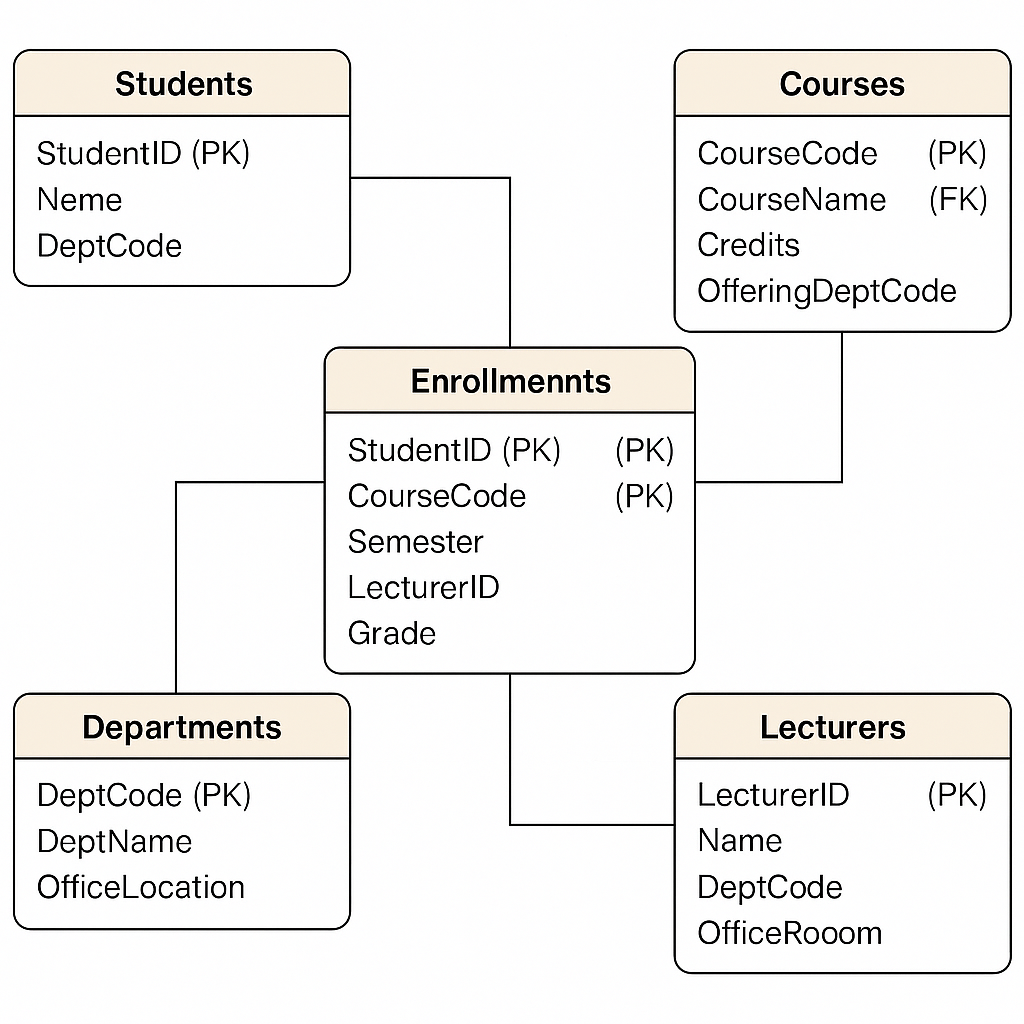 Students
StudentID (PK)
Neme
DeptCode
Courses
CourseCode (PK)
CourseName (FK)
Credits
OfferingDeptCode
Enrollmennts
StudentID (PK) (PK)
CourseCode (PK)
Semester
LecturerID
Grade
Departments
DeptCode (PK)
DeptName
OfficeLocation
Lecturers
LecturerID (PK)
Name
DeptCode
OfficeRooom